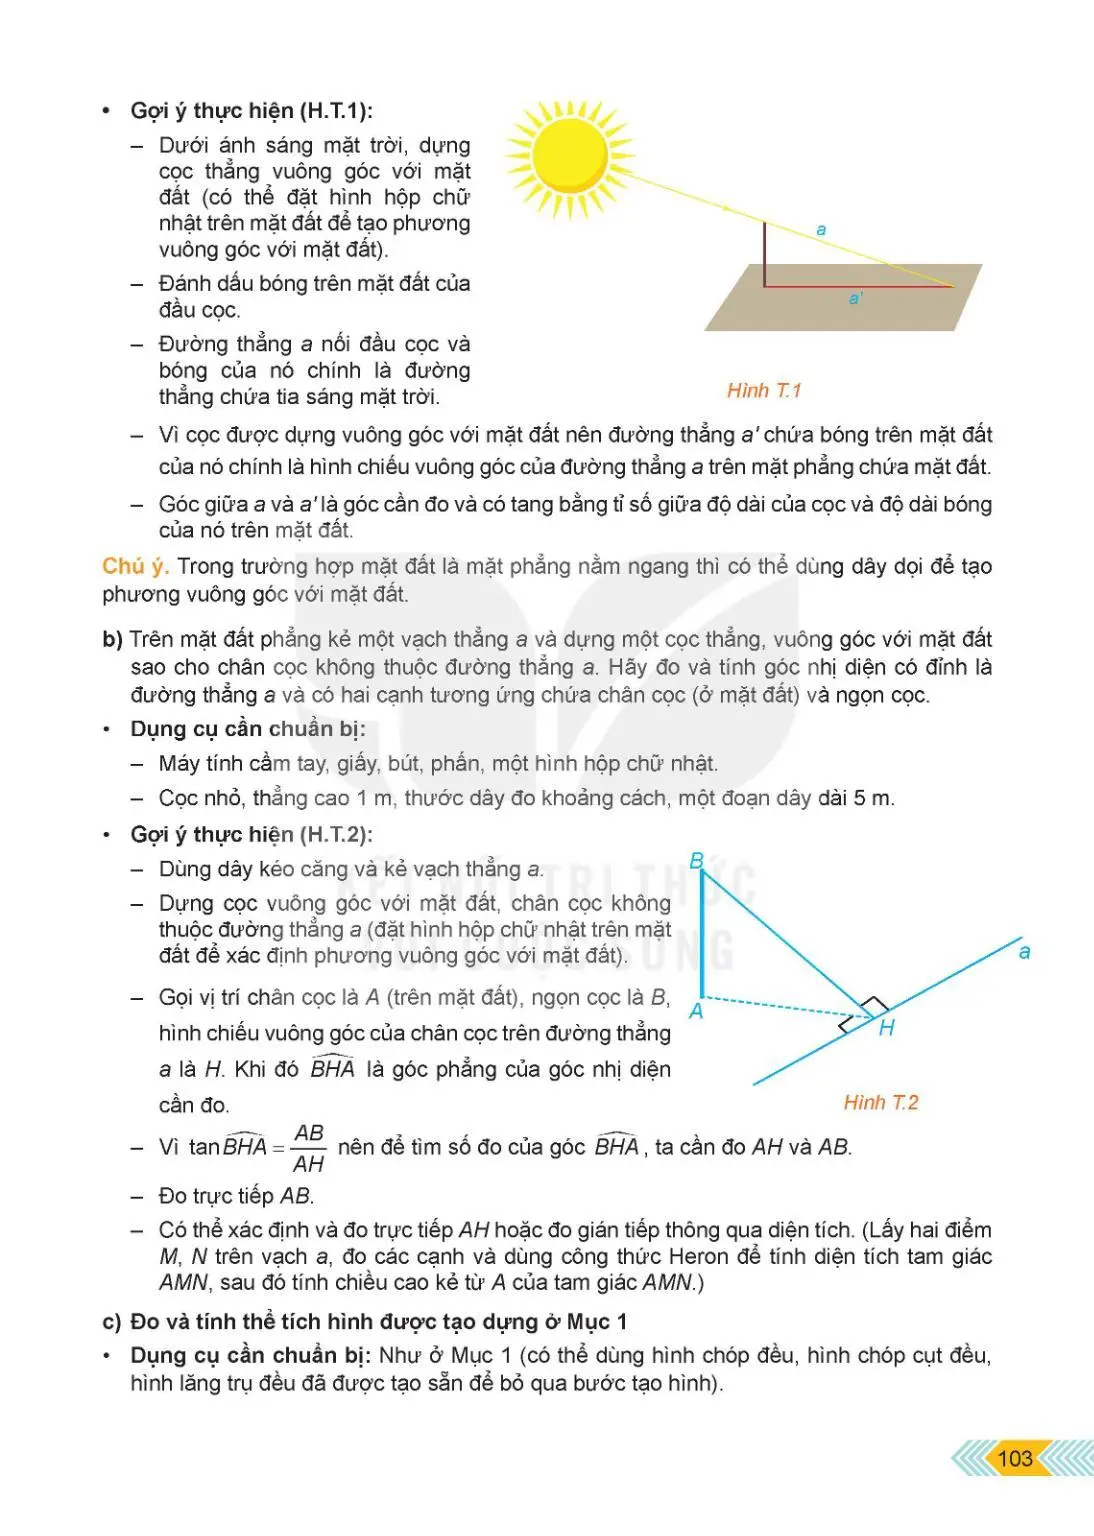 • Gợi ý thực hiện (H.T.1):
– Dưới ánh sáng mặt trời, dựng
cọc thẳng vuông góc với mặt
đất (có thể đặt hình hộp chữ
nhật trên mặt đất để tạo phương
vuông góc với mặt đất).
– Đánh dấu bóng trên mặt đất của
đầu cọc.
– Đường thẳng a nối đầu cọc và
bóng của nó chính là đường
thẳng chứa tia sáng mặt trời.
a
a'
Hình T.1
– Vì cọc được dựng vuông góc với mặt đất nên đường thẳng a' chứa bóng trên mặt đất
của nó chính là hình chiếu vuông góc của đường thẳng a trên mặt phẳng chứa mặt đất.
– Góc giữa a và a' là góc cần đo và có tang bằng tỉ số giữa độ dài của cọc và độ dài bóng
của nó trên mặt đất.
Chú ý. Trong trường hợp mặt đất là mặt phẳng nằm ngang thì có thể dùng dây dọi để tạo
phương vuông góc với mặt đất.
b) Trên mặt đất phẳng kẻ một vạch thẳng a và dựng một cọc thẳng, vuông góc với mặt đất
sao cho chân cọc không thuộc đường thẳng a. Hãy đo và tính góc nhị diện có đỉnh là
đường thẳng a và có hai cạnh tương ứng chứa chân cọc (ở mặt đất) và ngọn cọc.
• Dụng cụ cần chuẩn bị:
– Máy tính cầm tay, giấy, bút, phấn, một hình hộp chữ nhật.
– Cọc nhỏ, thẳng cao 1 m, thước dây đo khoảng cách, một đoạn dây dài 5 m.
• Gợi ý thực hiện (H.T.2):
– Dùng dây kéo căng và kẻ vạch thẳng a.
– Dựng cọc vuông góc với mặt đất, chân cọc không
thuộc đường thẳng a (đặt hình hộp chữ nhật trên mặt
đất để xác định phương vuông góc với mặt đất).
– Gọi vị trí chân cọc là A (trên mặt đất), ngọn cọc là B,
hình chiếu vuông góc của chân cọc trên đường thẳng
a là H. Khi đó \widehat{BHA} là góc phẳng của góc nhị diện
cần đo.
B
A
H
a
Hình T.2
KẾT NỐI TRI THỨC
VỚI CUỘC SỐNG
– Vì tan \widehat{BHA} = \frac{AB}{AH} nên để tìm số đo của góc \widehat{BHA}, ta cần đo AH và AB.
– Đo trực tiếp AB.
– Có thể xác định và đo trực tiếp AH hoặc đo gián tiếp thông qua diện tích. (Lấy hai điểm
M, N trên vạch a, đo các cạnh và dùng công thức Heron để tính diện tích tam giác
AMN, sau đó tính chiều cao kẻ từ A của tam giác AMN.)
c) Đo và tính thể tích hình được tạo dựng ở Mục 1
• Dụng cụ cần chuẩn bị: Như ở Mục 1 (có thể dùng hình chóp đều, hình chóp cụt đều,
hình lăng trụ đều đã được tạo sẵn để bỏ qua bước tạo hình).
103